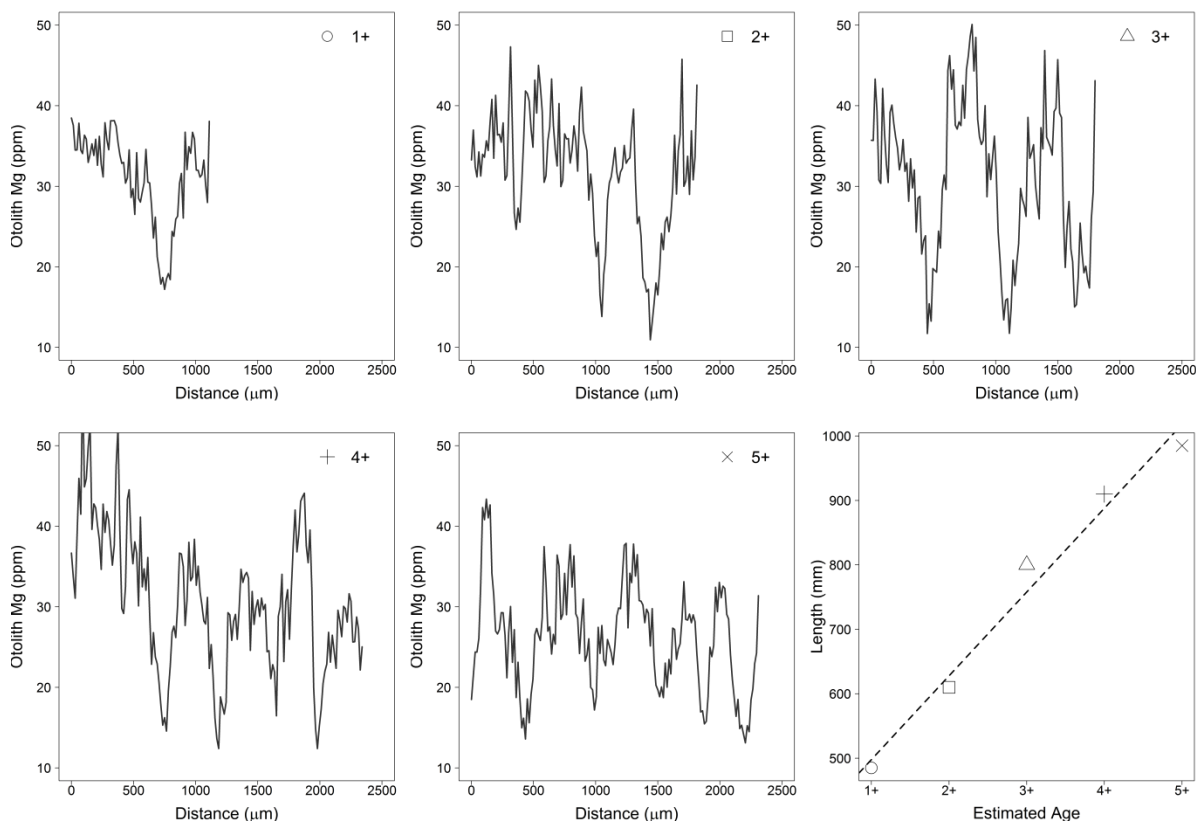 50
40
30
20
10
Otolith Mg (ppm)
1+
0 500 1000 1500 2000 2500
Distance (μm)
50
40
30
20
10
Otolith Mg (ppm)
2+
0 500 1000 1500 2000 2500
Distance (μm)
50
40
30
20
10
Otolith Mg (ppm)
3+
0 500 1000 1500 2000 2500
Distance (μm)
50
40
30
20
10
Otolith Mg (ppm)
4+
0 500 1000 1500 2000 2500
Distance (μm)
50
40
30
20
10
Otolith Mg (ppm)
5+
0 500 1000 1500 2000 2500
Distance (μm)
1000
900
800
600
500
Length (mm)
1+ 2+ 3+ 4+ 5+
Estimated Age